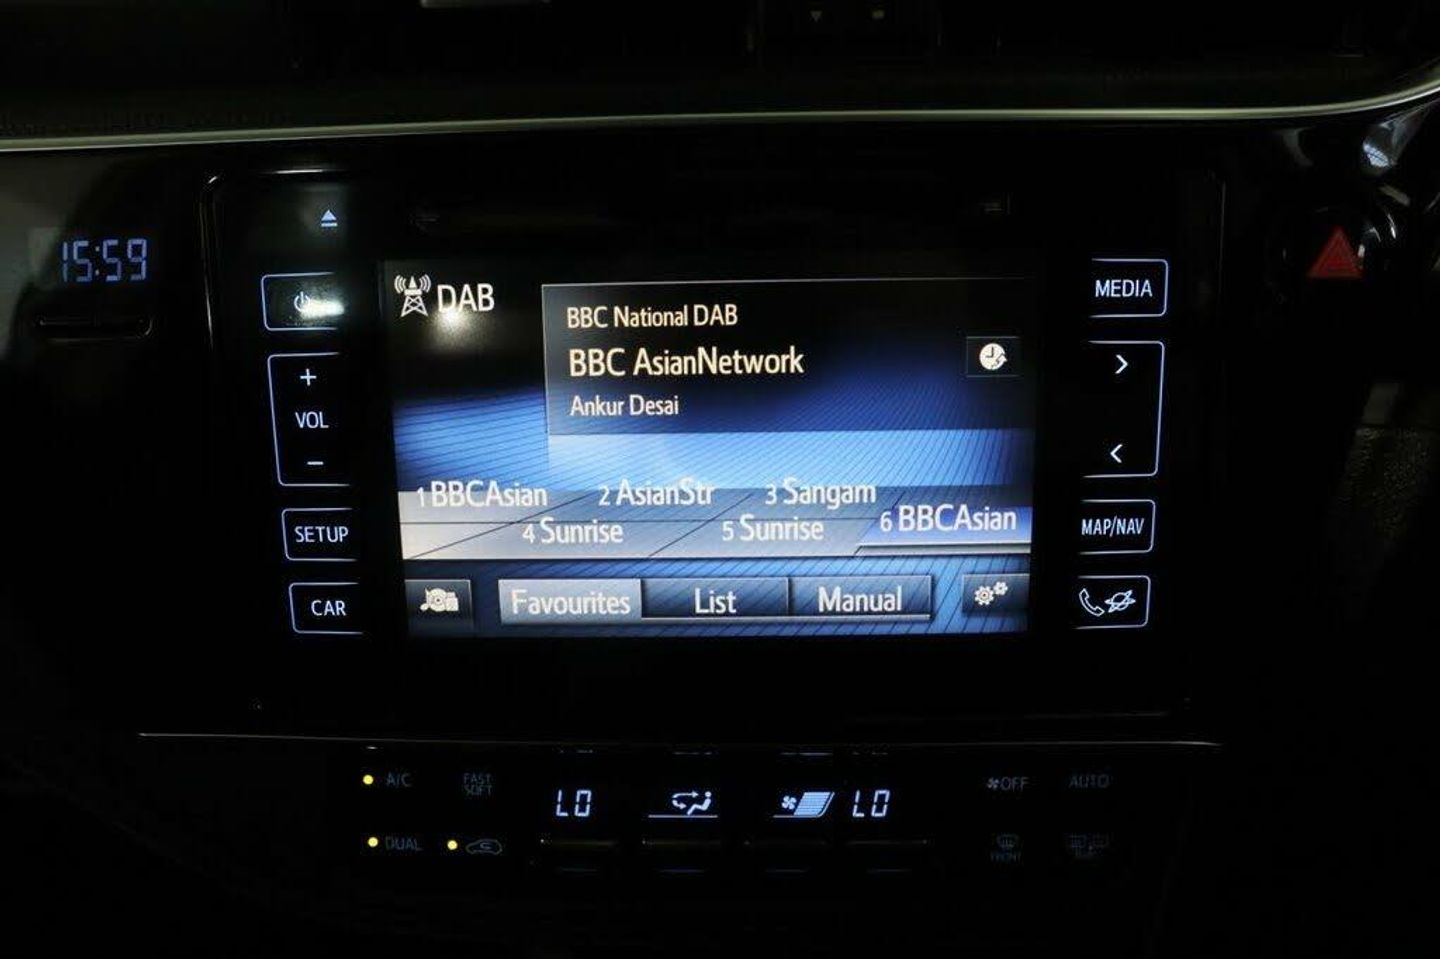 15:59
DAB
BBC National DAB
BBC AsianNetwork
Ankur Desai
1 BBCAsian
2 AsianStr
3 Sangam
4 Sunrise
5 Sunrise
6 BBCAsian
Favourites
List
Manual
+
VOL
−
SETUP
CAR
MEDIA
>
<
MAP/NAV
A/C
FAST
SOFT
LO
LO
OFF
AUTO
DUAL
FRONT